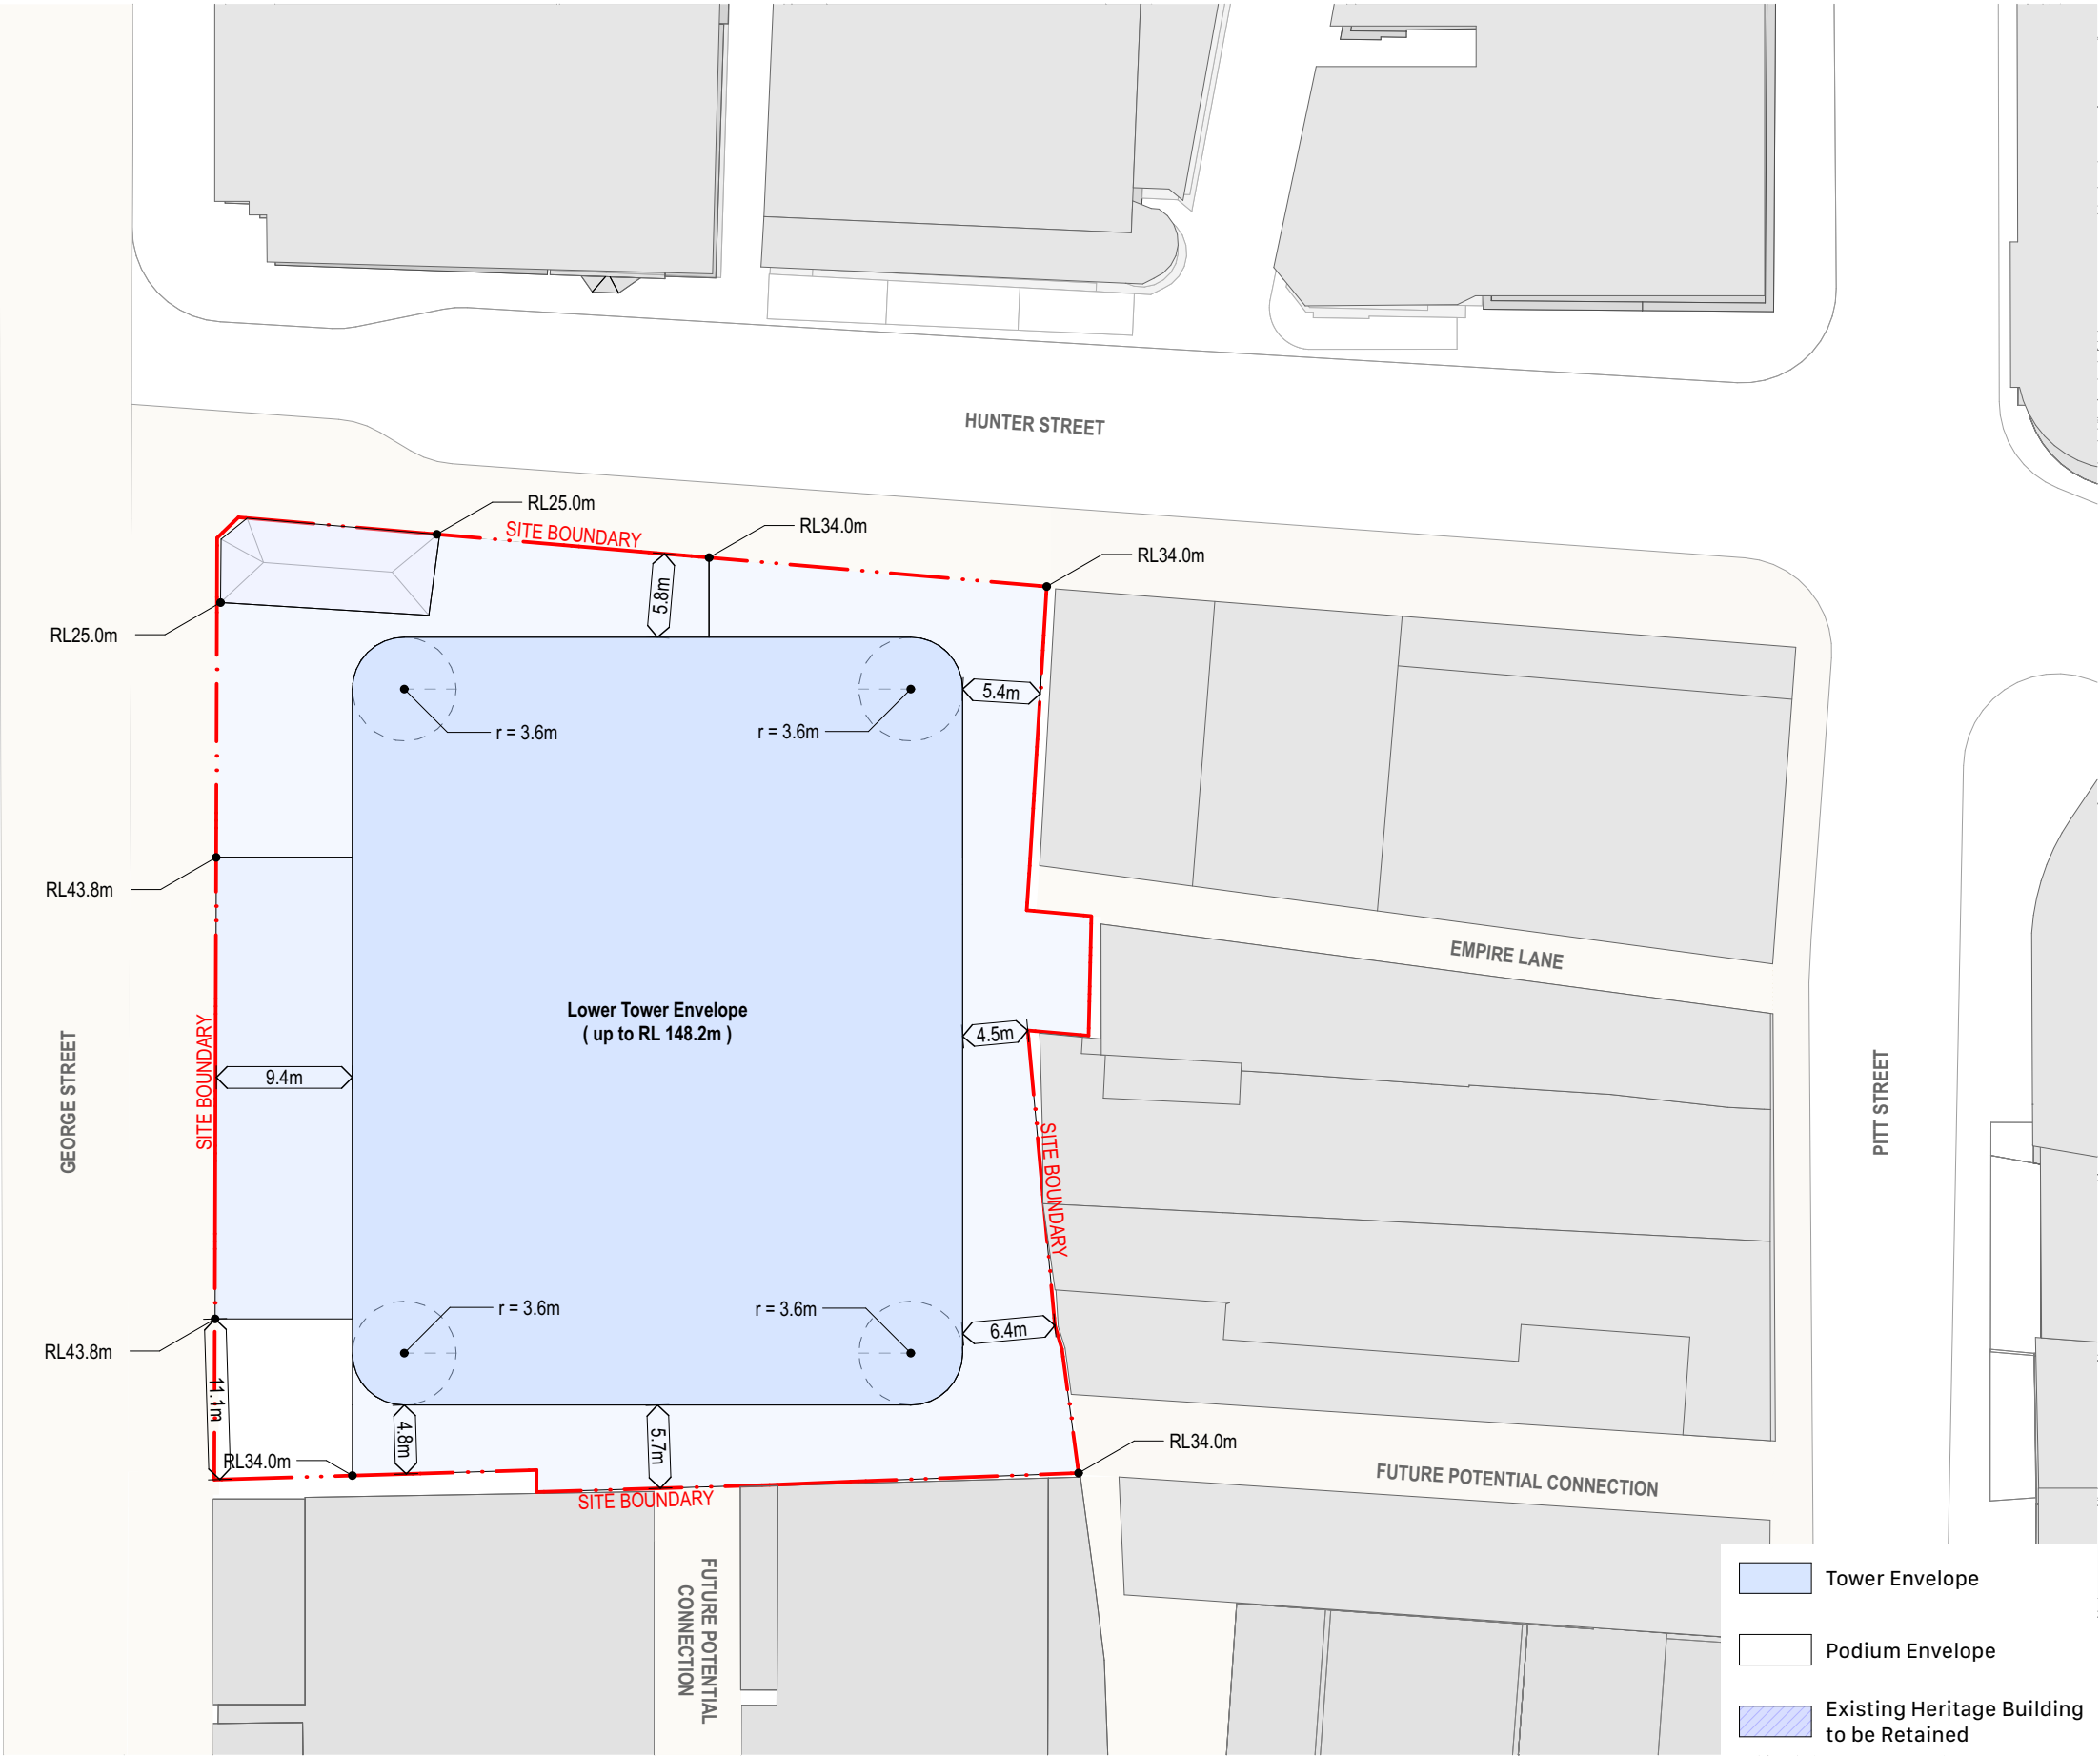 HUNTER STREET
RL25.0m
SITE BOUNDARY
RL34.0m
RL34.0m
5.8m
RL25.0m
5.4m
r = 3.6m
r = 3.6m
RL43.8m
EMPIRE LANE
Lower Tower Envelope
( up to RL 148.2m )
4.5m
SITE BOUNDARY
GEORGE STREET
9.4m
PITT STREET
SITE BOUNDARY
r = 3.6m
r = 3.6m
6.4m
RL43.8m
11.1m
4.8m
5.7m
RL34.0m
RL34.0m
SITE BOUNDARY
FUTURE POTENTIAL CONNECTION
FUTURE POTENTIAL
CONNECTION
Tower Envelope
Podium Envelope
Existing Heritage Building
to be Retained